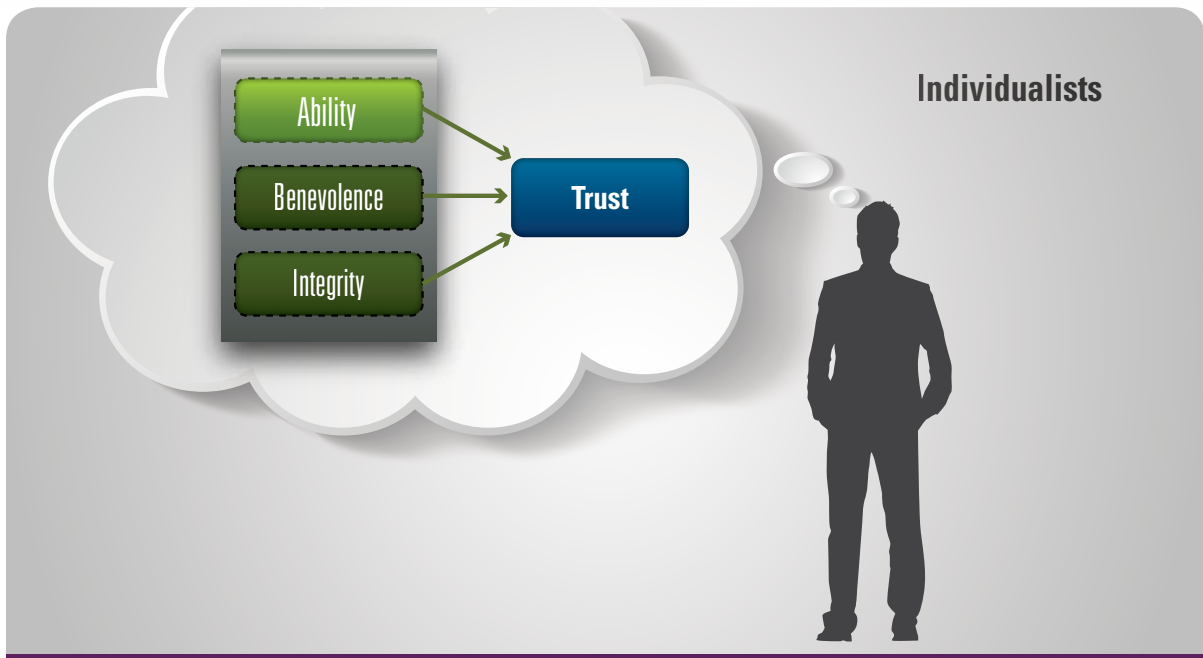 Individualists
Ability
Benevolence
Integrity
Trust